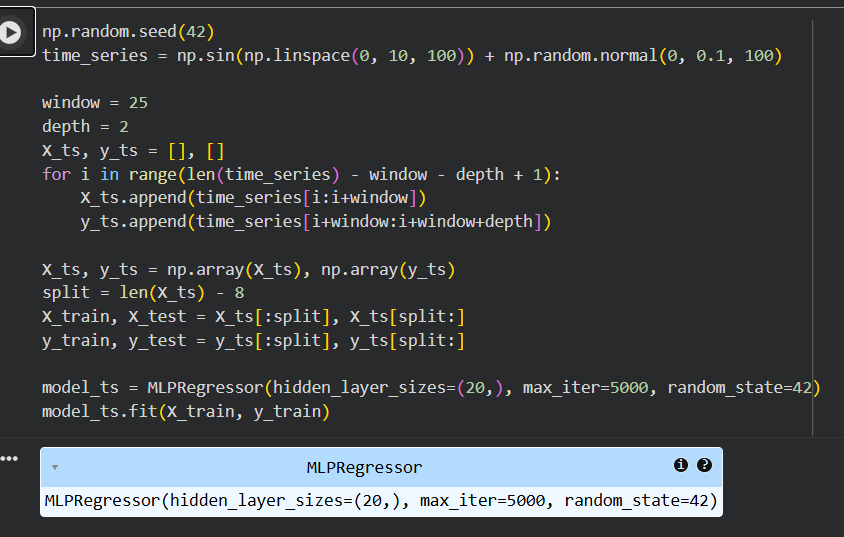 np.random.seed(42)
time_series = np.sin(np.linspace(0, 10, 100)) + np.random.normal(0, 0.1, 100)
window = 25
depth = 2
X_ts, y_ts = [], []
for i in range(len(time_series) - window - depth + 1):
    X_ts.append(time_series[i:i+window])
    y_ts.append(time_series[i+window:i+window+depth])
X_ts, y_ts = np.array(X_ts), np.array(y_ts)
split = len(X_ts) - 8
X_train, X_test = X_ts[:split], X_ts[split:]
y_train, y_test = y_ts[:split], y_ts[split:]
model_ts = MLPRegressor(hidden_layer_sizes=(20,), max_iter=5000, random_state=42)
model_ts.fit(X_train, y_train)
MLPRegressor
MLPRegressor(hidden_layer_sizes=(20,), max_iter=5000, random_state=42)